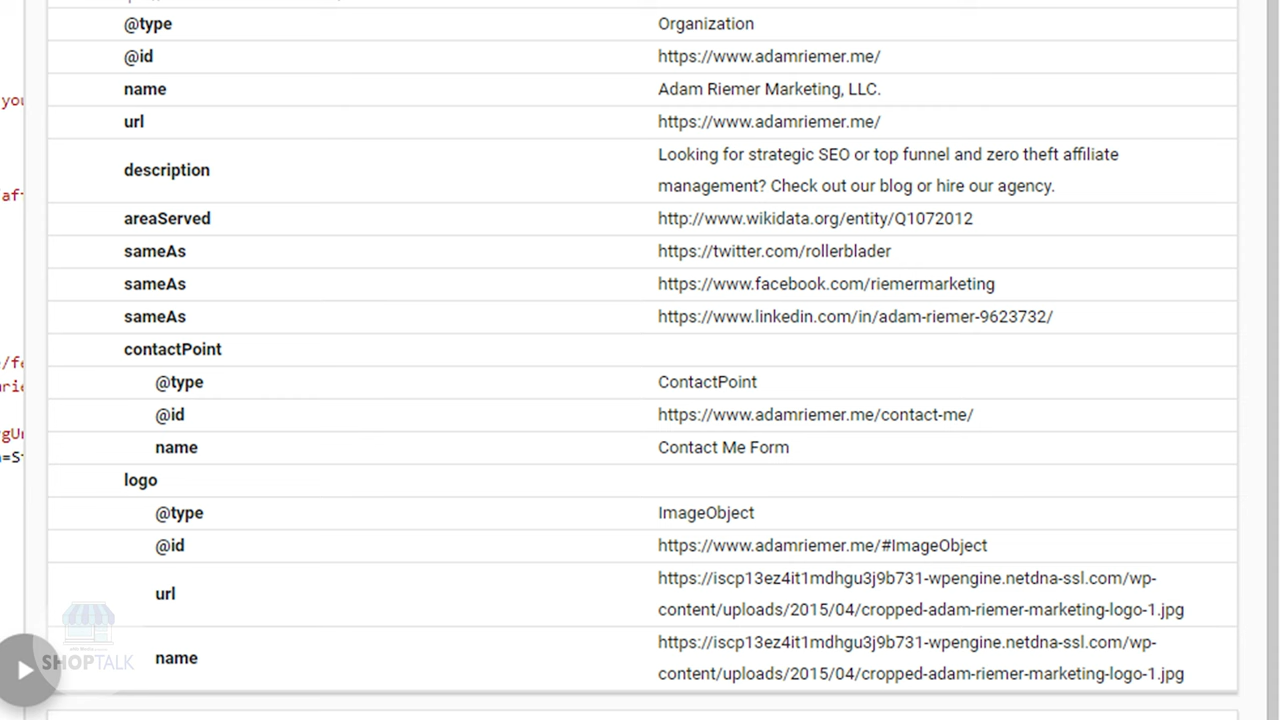 @type Organization
@id https://www.adamriemer.me/
name Adam Riemer Marketing, LLC.
url https://www.adamriemer.me/
description Looking for strategic SEO or top funnel and zero theft affiliate
management? Check out our blog or hire our agency.
areaServed http://www.wikidata.org/entity/Q1072012
sameAs https://twitter.com/rollerblader
sameAs https://www.facebook.com/riemermarketing
sameAs https://www.linkedin.com/in/adam-riemer-9623732/
contactPoint
@type ContactPoint
@id https://www.adamriemer.me/contact-me/
name Contact Me Form
logo
@type ImageObject
@id https://www.adamriemer.me/#ImageObject
url https://iscp13ez4it1mdhgu3j9b731-wpengine.netdna-ssl.com/wp-
content/uploads/2015/04/cropped-adam-riemer-marketing-logo-1.jpg
name https://iscp13ez4it1mdhgu3j9b731-wpengine.netdna-ssl.com/wp-
content/uploads/2015/04/cropped-adam-riemer-marketing-logo-1.jpg
SHOPTALK